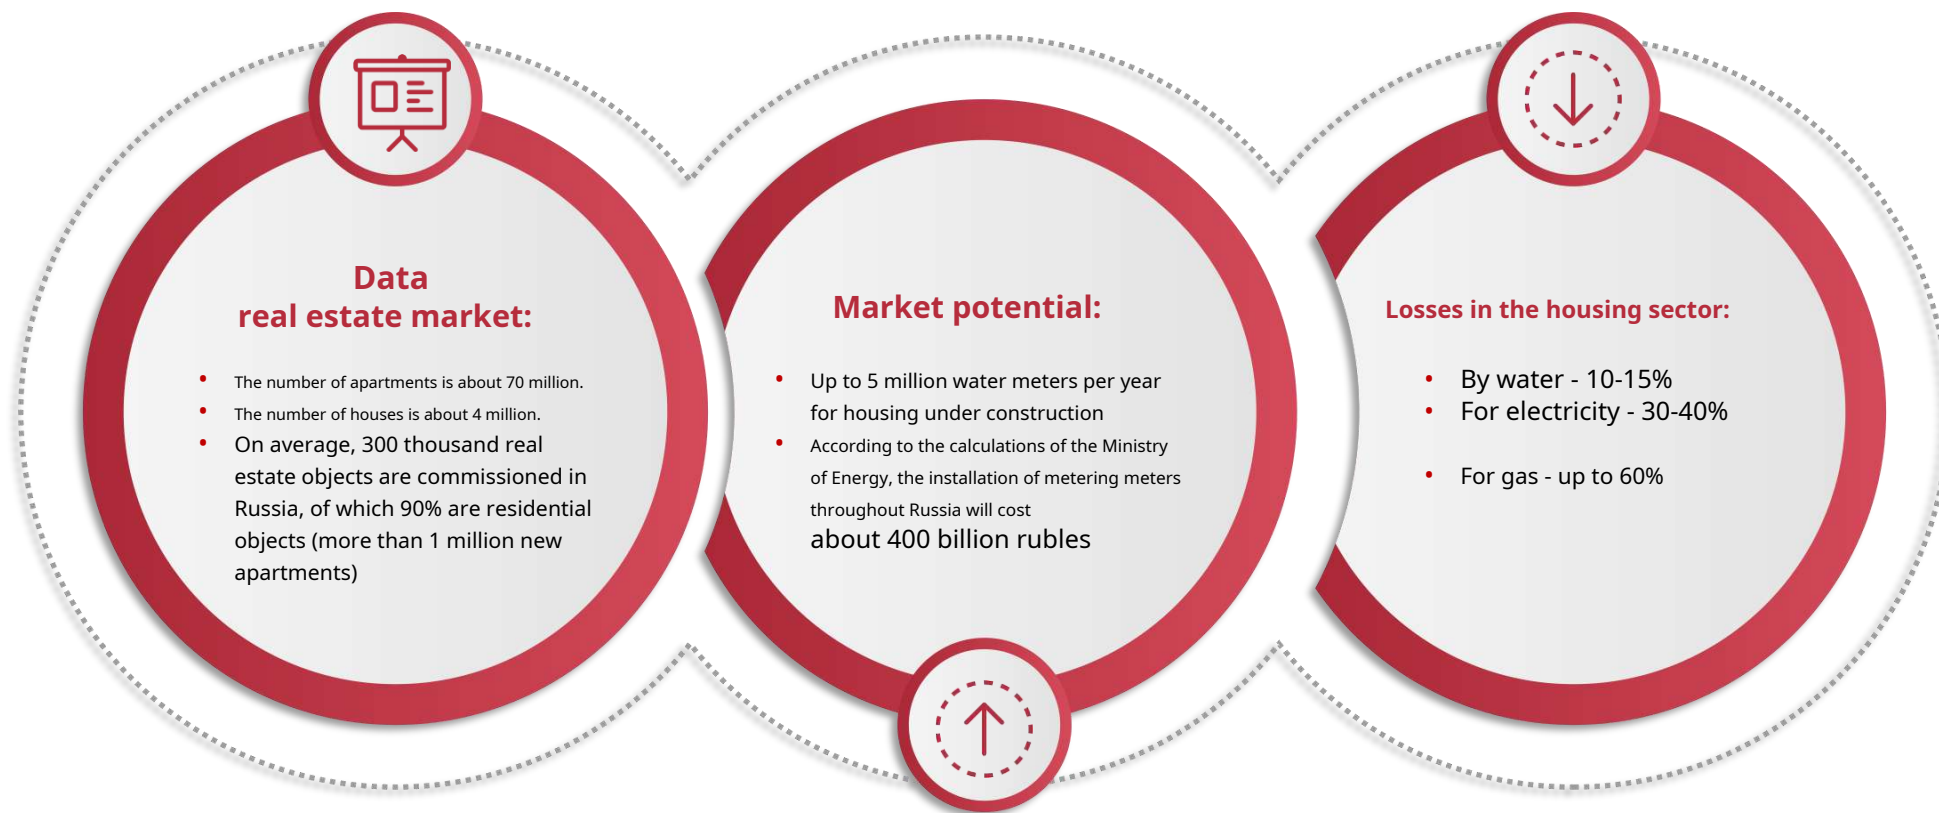 Data
real estate market:
• The number of apartments is about 70 million.
• The number of houses is about 4 million.
• On average, 300 thousand real
estate objects are commissioned in
Russia, of which 90% are residential
objects (more than 1 million new
apartments)
Market potential:
• Up to 5 million water meters per year
for housing under construction
• According to the calculations of the Ministry
of Energy, the installation of metering meters
throughout Russia will cost
about 400 billion rubles
Losses in the housing sector:
• By water - 10-15%
• For electricity - 30-40%
• For gas - up to 60%